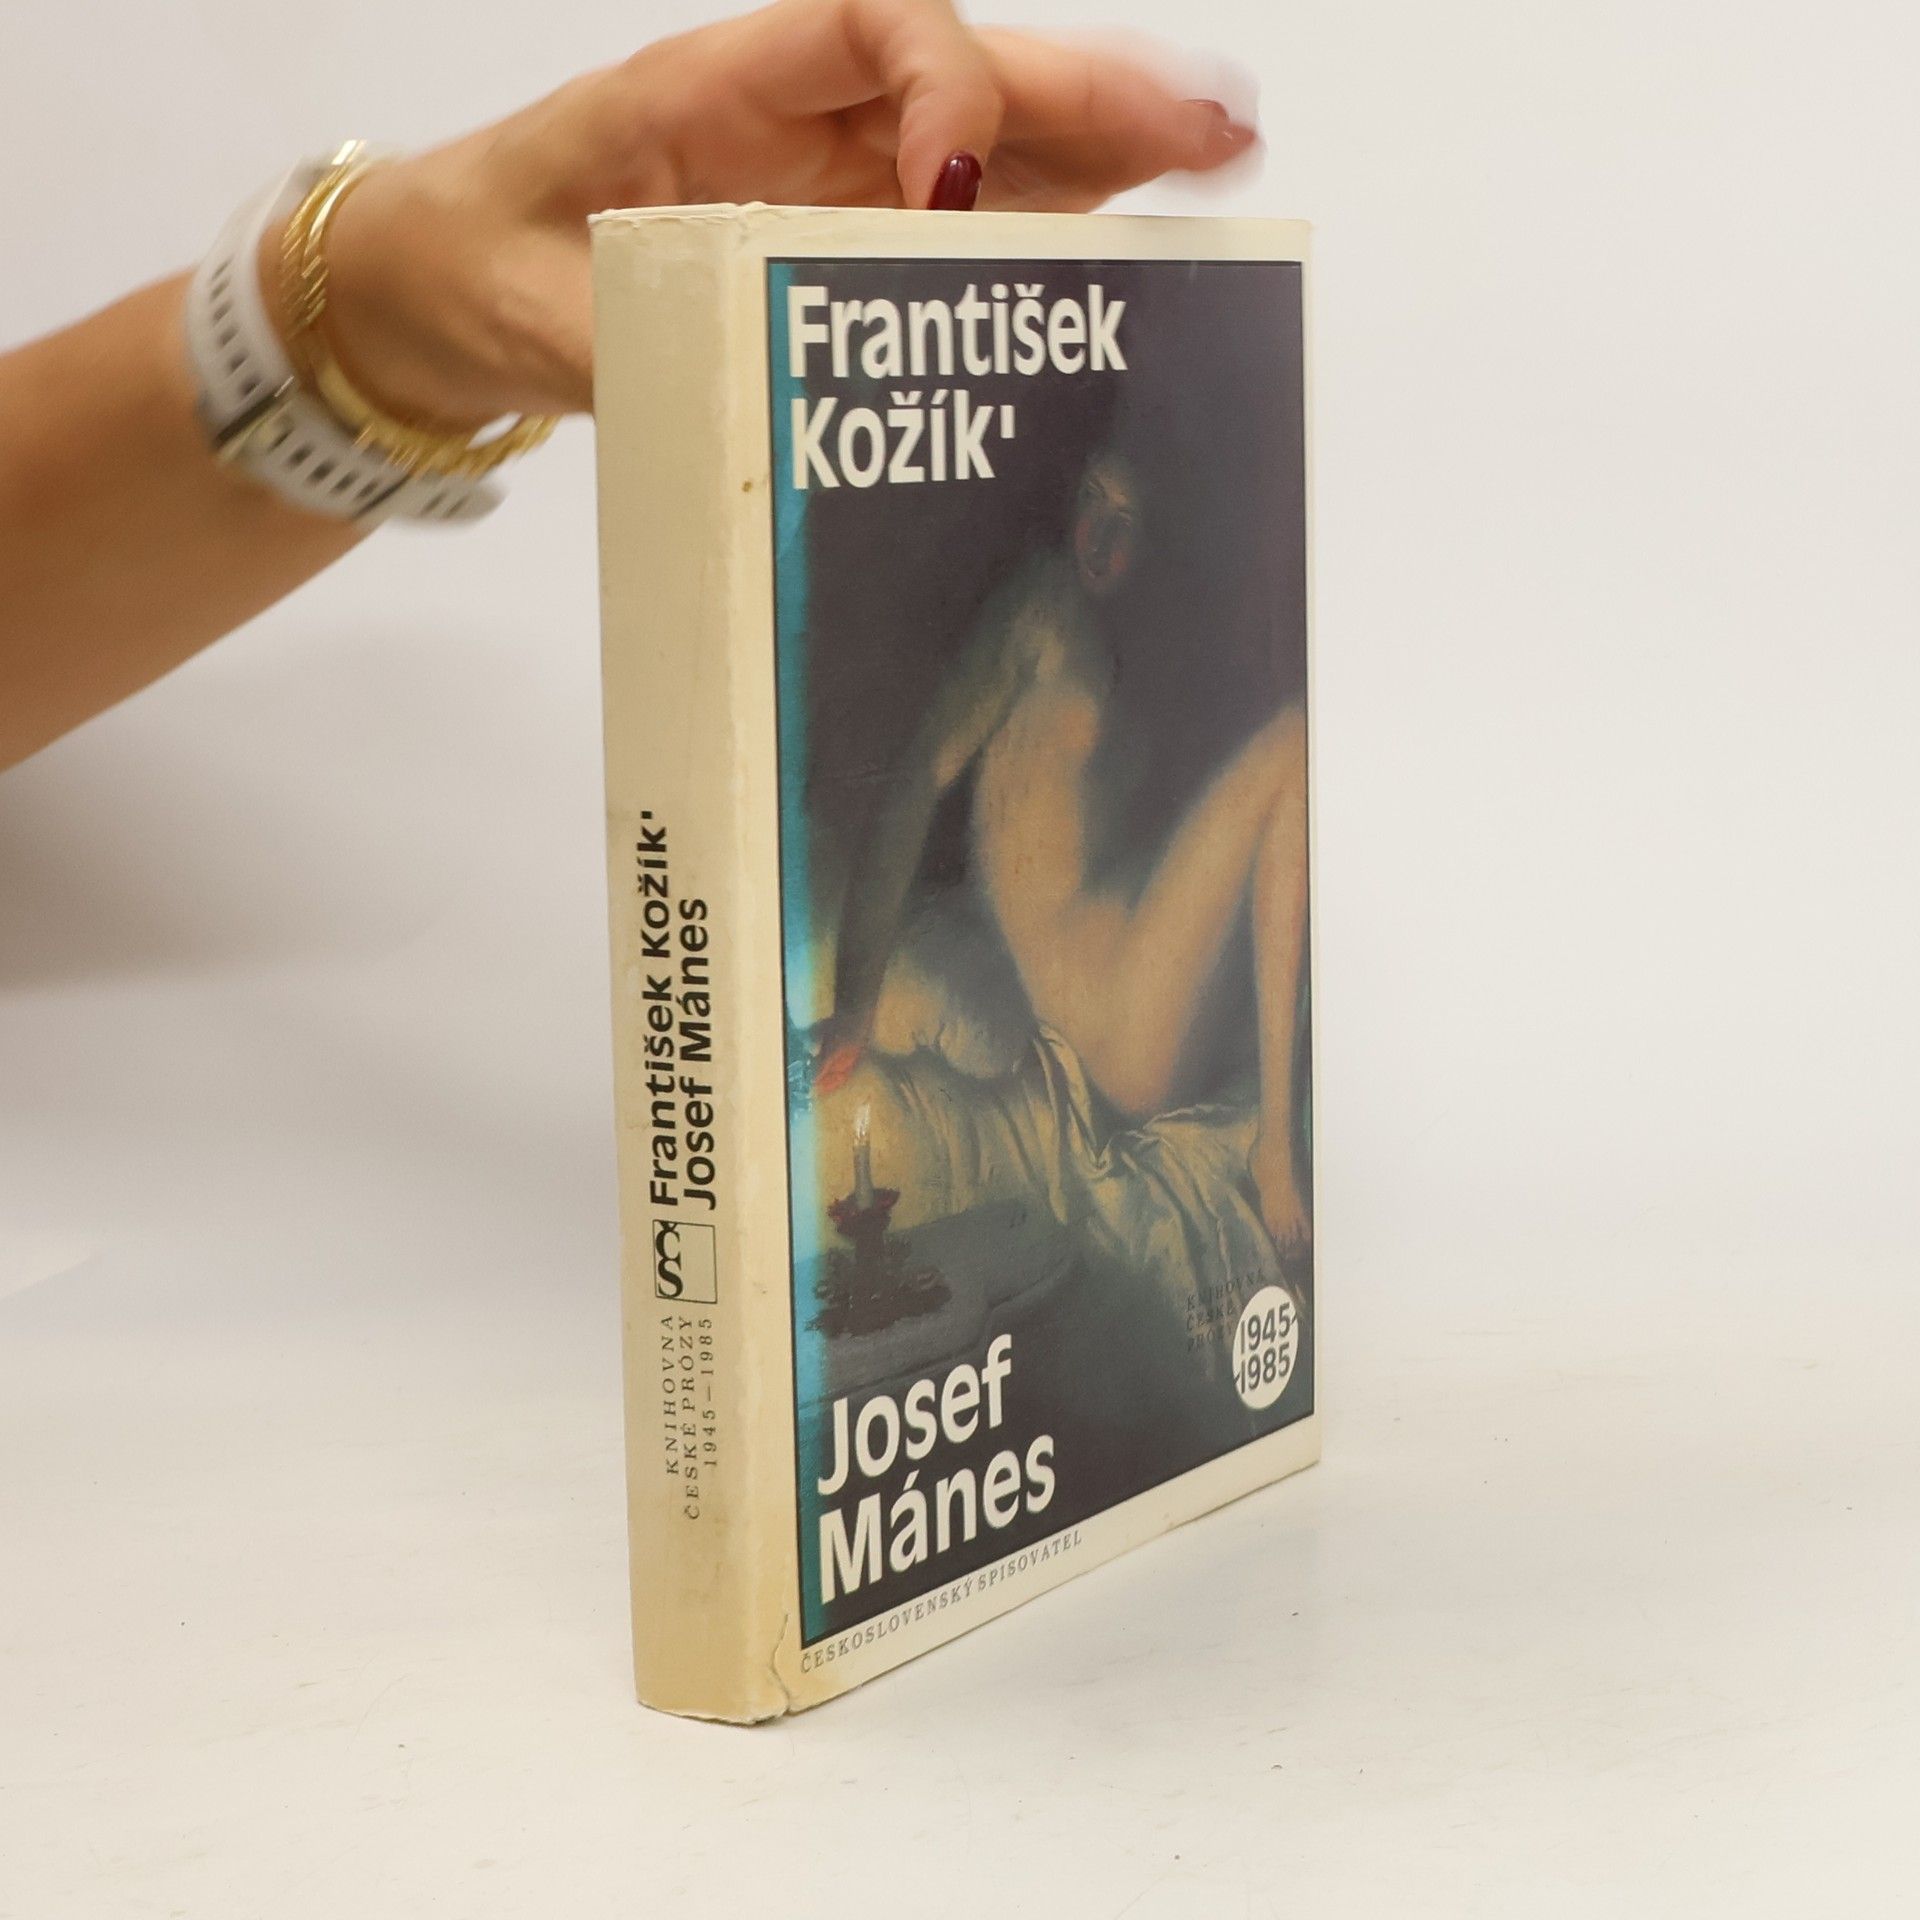 František
Kožík'
KNIHOVNA
ČESKÉ
PRÓZY
1945-
-1985
Josef
Mánes
ČESKOSLOVENSKÝ SPISOVATEL
František Kožík'
Josef Mánes
ČS
KNIHOVNA
ČESKÉ PRÓZY
1945—1985